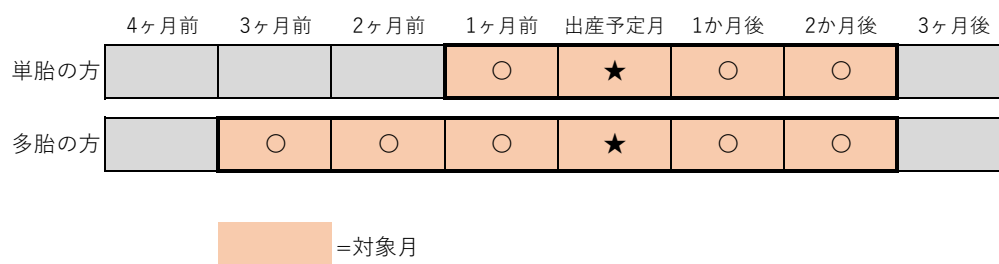 4ヶ月前 3ヶ月前 2ヶ月前 1ヶ月前 出産予定月 1か月後 2か月後 3ヶ月後
単胎の方 ○ ★ ○ ○
多胎の方 ○ ○ ○ ★ ○ ○
=対象月